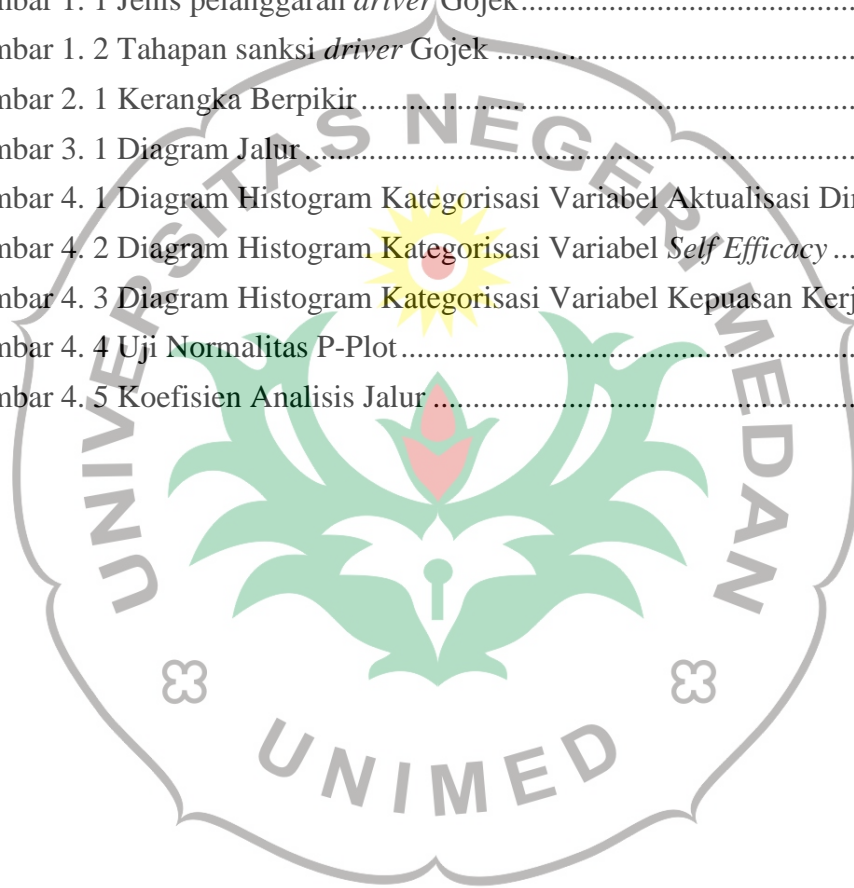 mbar 1. 1 Jenis pelanggaran driver Gojek..............................................
mbar 1. 2 Tahapan sanksi driver Gojek ..............................................
mbar 2. 1 Kerangka Berpikir..............................................................
mbar 3. 1 Diagram Jalur....................................................................
mbar 4. 1 Diagram Histogram Kategorisasi Variabel Aktualisasi Dir
mbar 4. 2 Diagram Histogram Kategorisasi Variabel Self Efficacy ...
mbar 4. 3 Diagram Histogram Kategorisasi Variabel Kepuasan Kerj
mbar 4. 4 Uji Normalitas P-Plot.........................................................
mbar 4. 5 Koefisien Analisis Jalur .....................................................
UNIVERSITAS NEGERI MEDAN
UNIMED